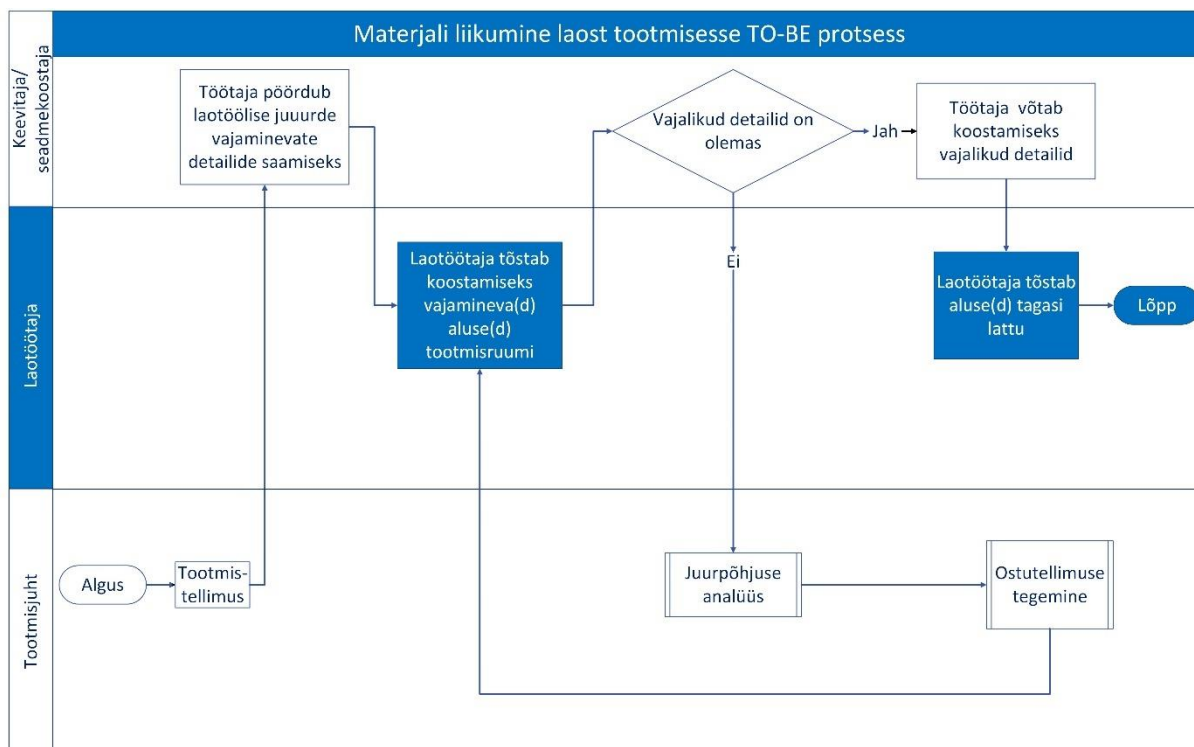 Materjali liikumine laost tootmisesse TO-BE protsess
Keevitaja/
seadmekoostaja
Töötaja pöördub
laotöölise juuurde
vajaminevate
detailide saamiseks
Vajalikud detailid on
olemas
Jah
Töötaja võtab
koostamiseks
vajalikud detailid
Ei
Laotöötaja
Laotöötaja tõstab
koostamiseks
vajamineva(d)
aluse(d)
tootmisruumi
Laotöötaja tõstab
aluse(d) tagasi
lattu
Lõpp
Tootmisjuht
Algus
Tootmis-
tellimus
Juurpõhjuse
analüüs
Ostutellimuse
tegemine